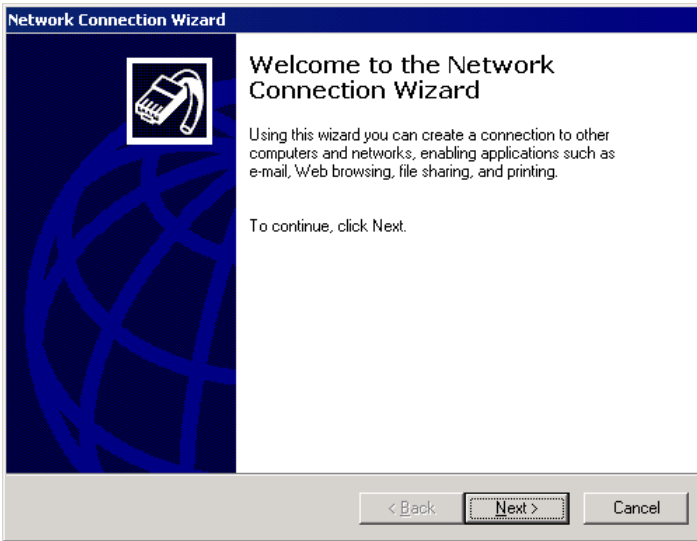 Network Connection Wizard
Welcome to the Network
Connection Wizard
Using this wizard you can create a connection to other
computers and networks, enabling applications such as
e-mail, Web browsing, file sharing, and printing.
To continue, click Next.
< Back
Next >
Cancel